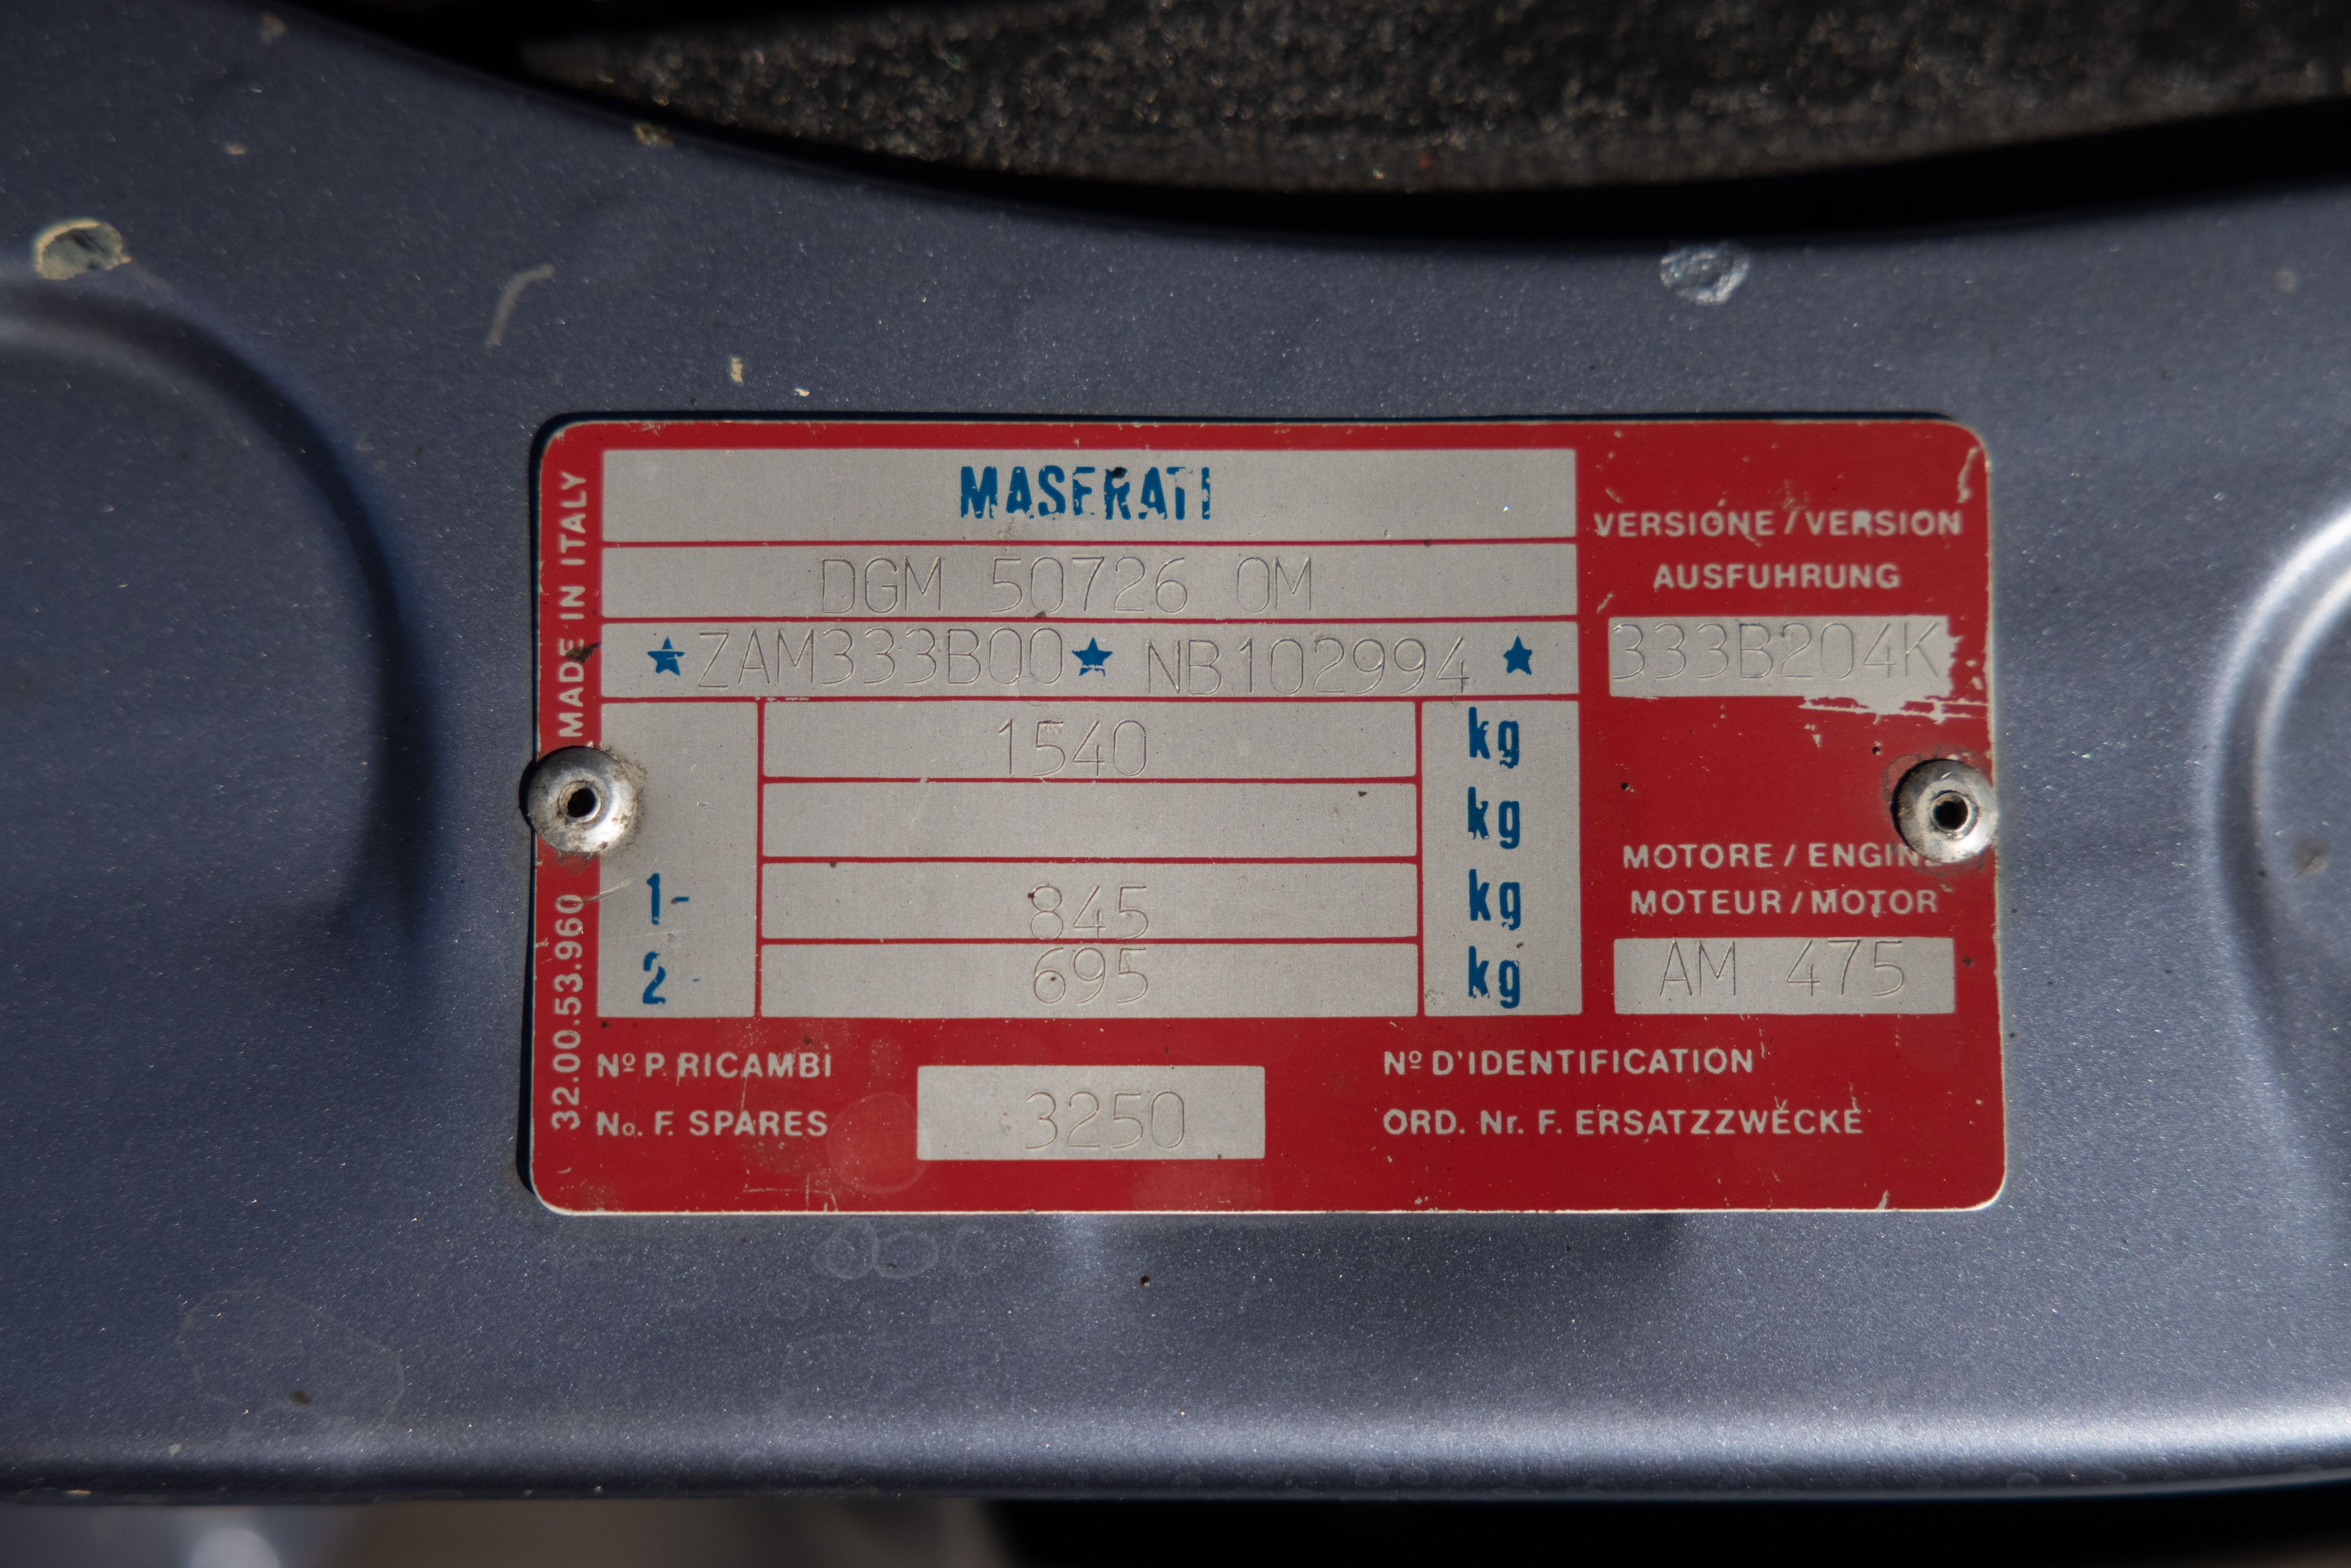 MASERATI
DGM 50726 OM
★ZAM333B00★ NB102994 ★
1540 kg
kg
1- 845 kg
2- 695 kg
VERSIONE / VERSION
AUSFUHRUNG
333B204K
MOTORE / ENGINE
MOTEUR / MOTOR
AM 475
Nº P. RICAMBI
No. F. SPARES
3250
Nº D'IDENTIFICATION
ORD. Nr. F. ERSATZZWECKE
32.00.53.960 MADE IN ITALY